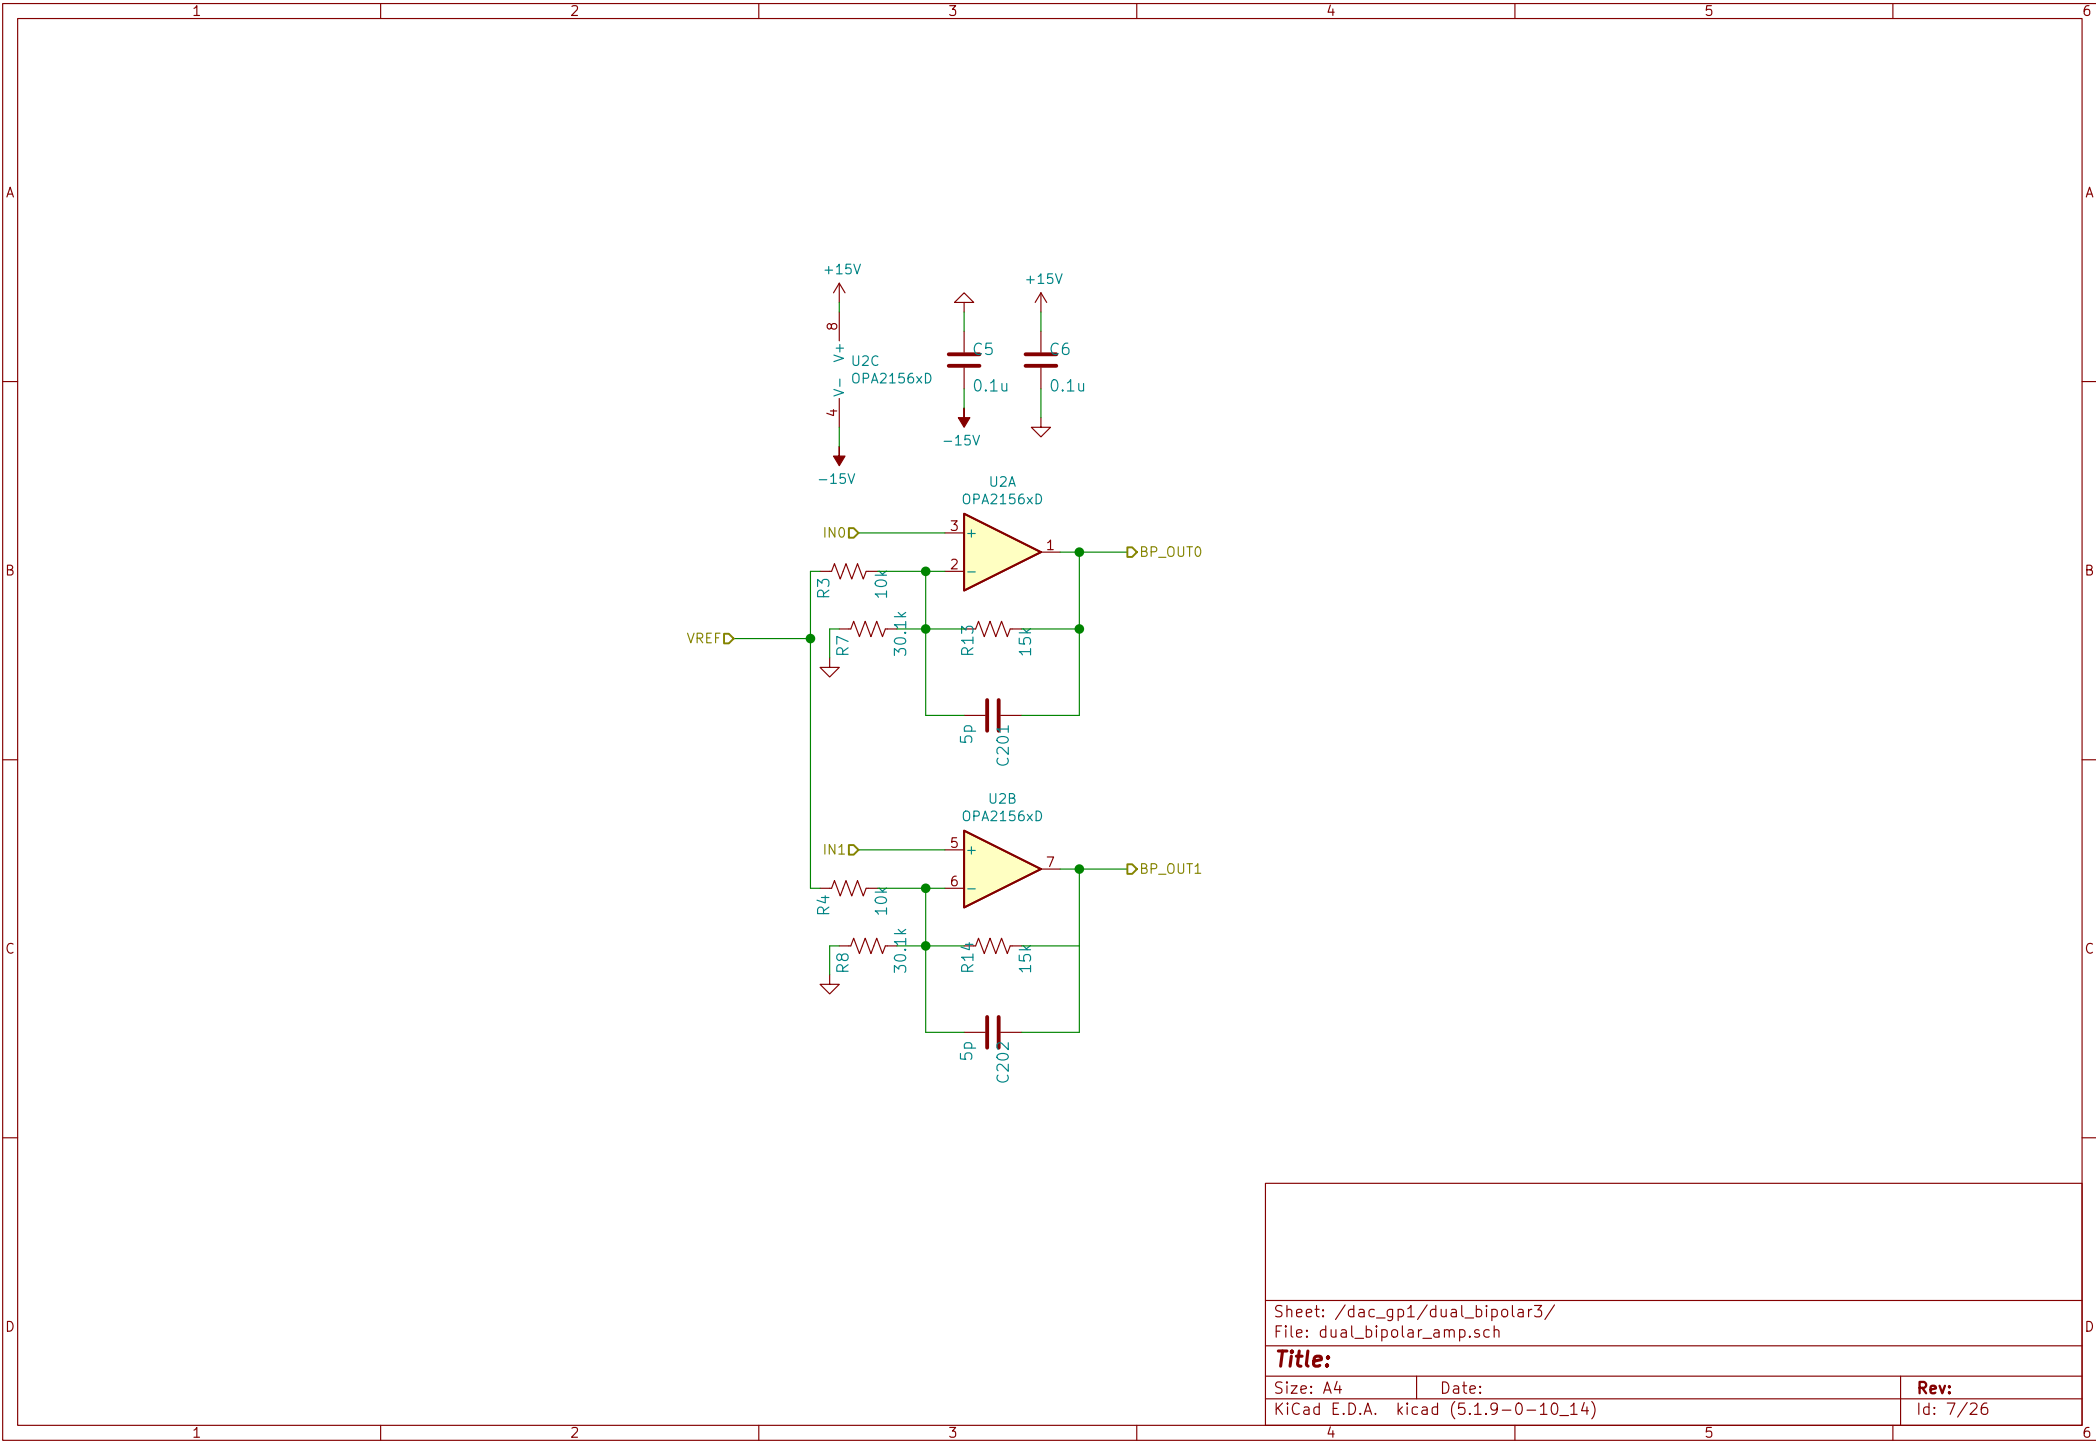 1 2 3 4 5 6
A A
+15V
+15V
8
V+
C5 C6
U2C
OPA2156xD
V-
0.1u 0.1u
4
-15V
-15V
U2A
OPA2156xD
IN0 3 +
1 BP_OUT0
B 2 - B
R3 10k
VREF R7 30.1k R13 15k
5p C201
U2B
OPA2156xD
IN1 5 +
7 BP_OUT1
6 -
R4 10k
C R8 30.1k R14 15k C
5p C202
Sheet: /dac_gp1/dual_bipolar3/
D File: dual_bipolar_amp.sch D
Title:
Size: A4 Date: Rev:
KiCad E.D.A. kicad (5.1.9-0-10_14) Id: 7/26
1 2 3 4 5 6